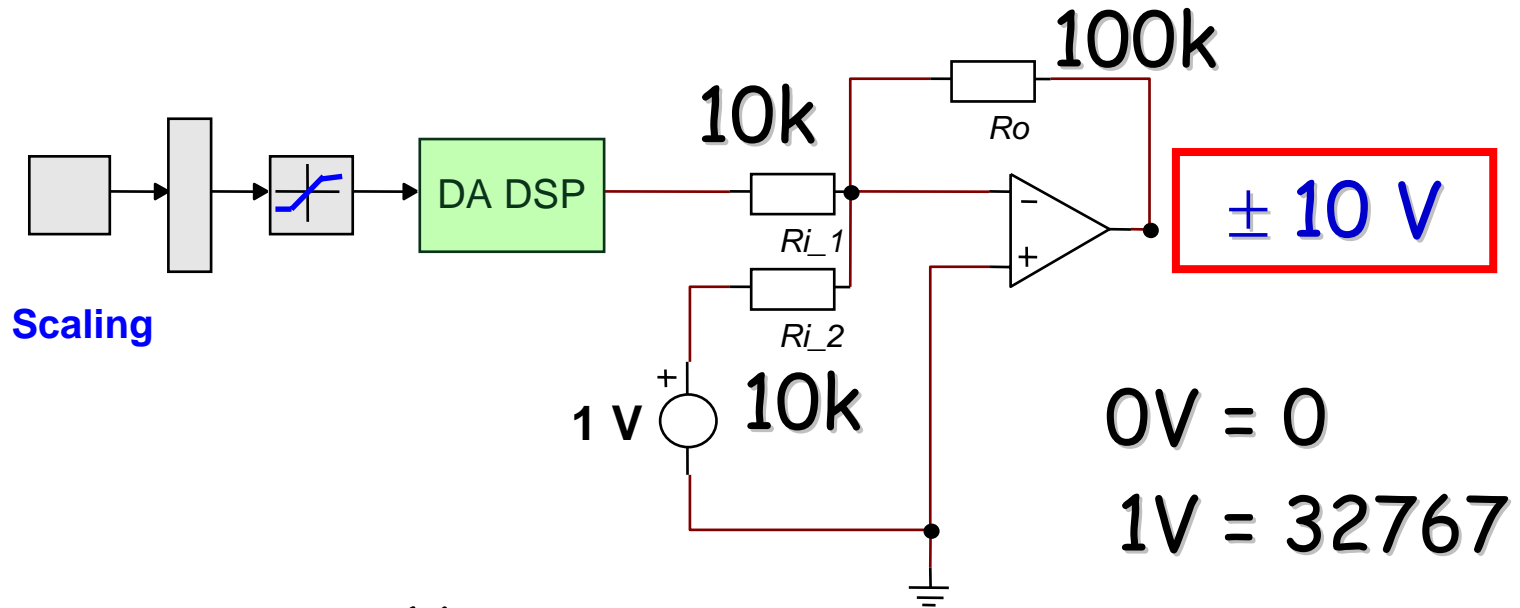 100k
Ro
10k
DA DSP
Ri_1
−
+
± 10 V
Scaling
Ri_2
+
1 V
10k
0V = 0
1V = 32767